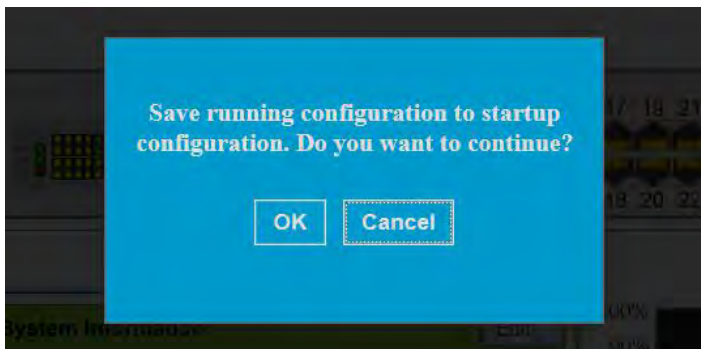 Save running configuration to startup
configuration. Do you want to continue?
OK Cancel
17 19 21
18 20 22
System Information
100%